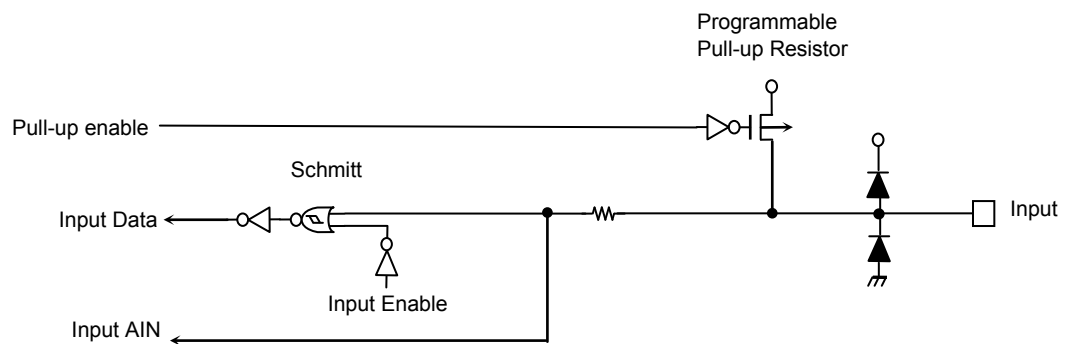 Programmable
Pull-up Resistor
Pull-up enable
Schmitt
Input Data
Input
Input Enable
Input AIN